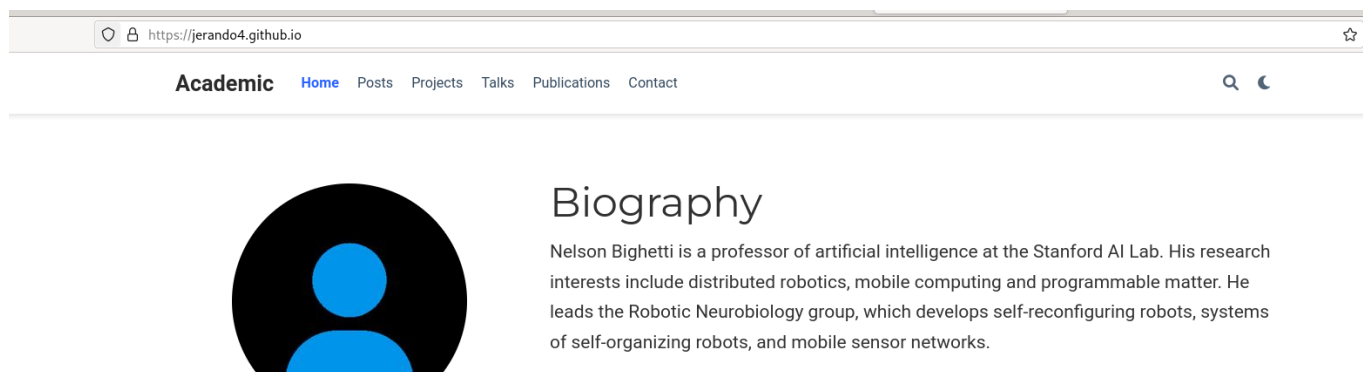 https://jerando4.github.io
Academic Home Posts Projects Talks Publications Contact
Biography
Nelson Bighetti is a professor of artificial intelligence at the Stanford AI Lab. His research
interests include distributed robotics, mobile computing and programmable matter. He
leads the Robotic Neurobiology group, which develops self-reconfiguring robots, systems
of self-organizing robots, and mobile sensor networks.